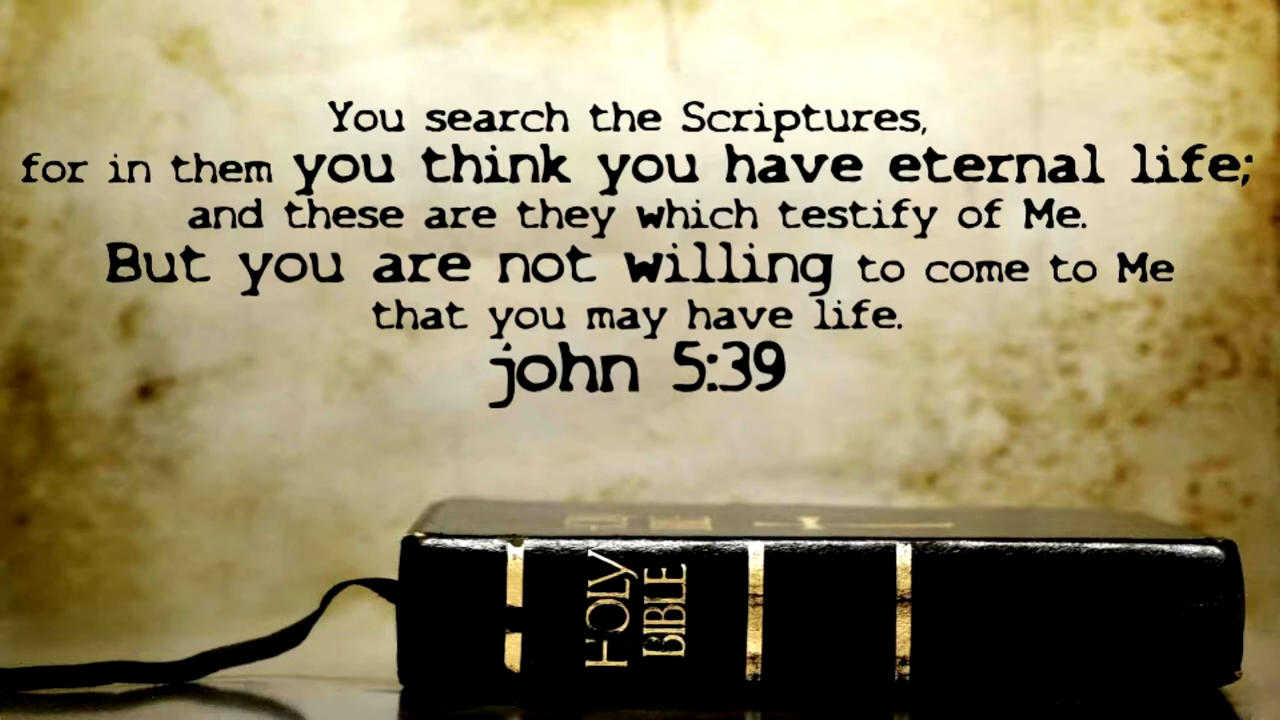 You search the Scriptures,
for in them you think you have eternal life;
and these are they which testify of Me.
But you are not willing to come to Me
that you may have life.
john 5:39
HOLY
BIBLE